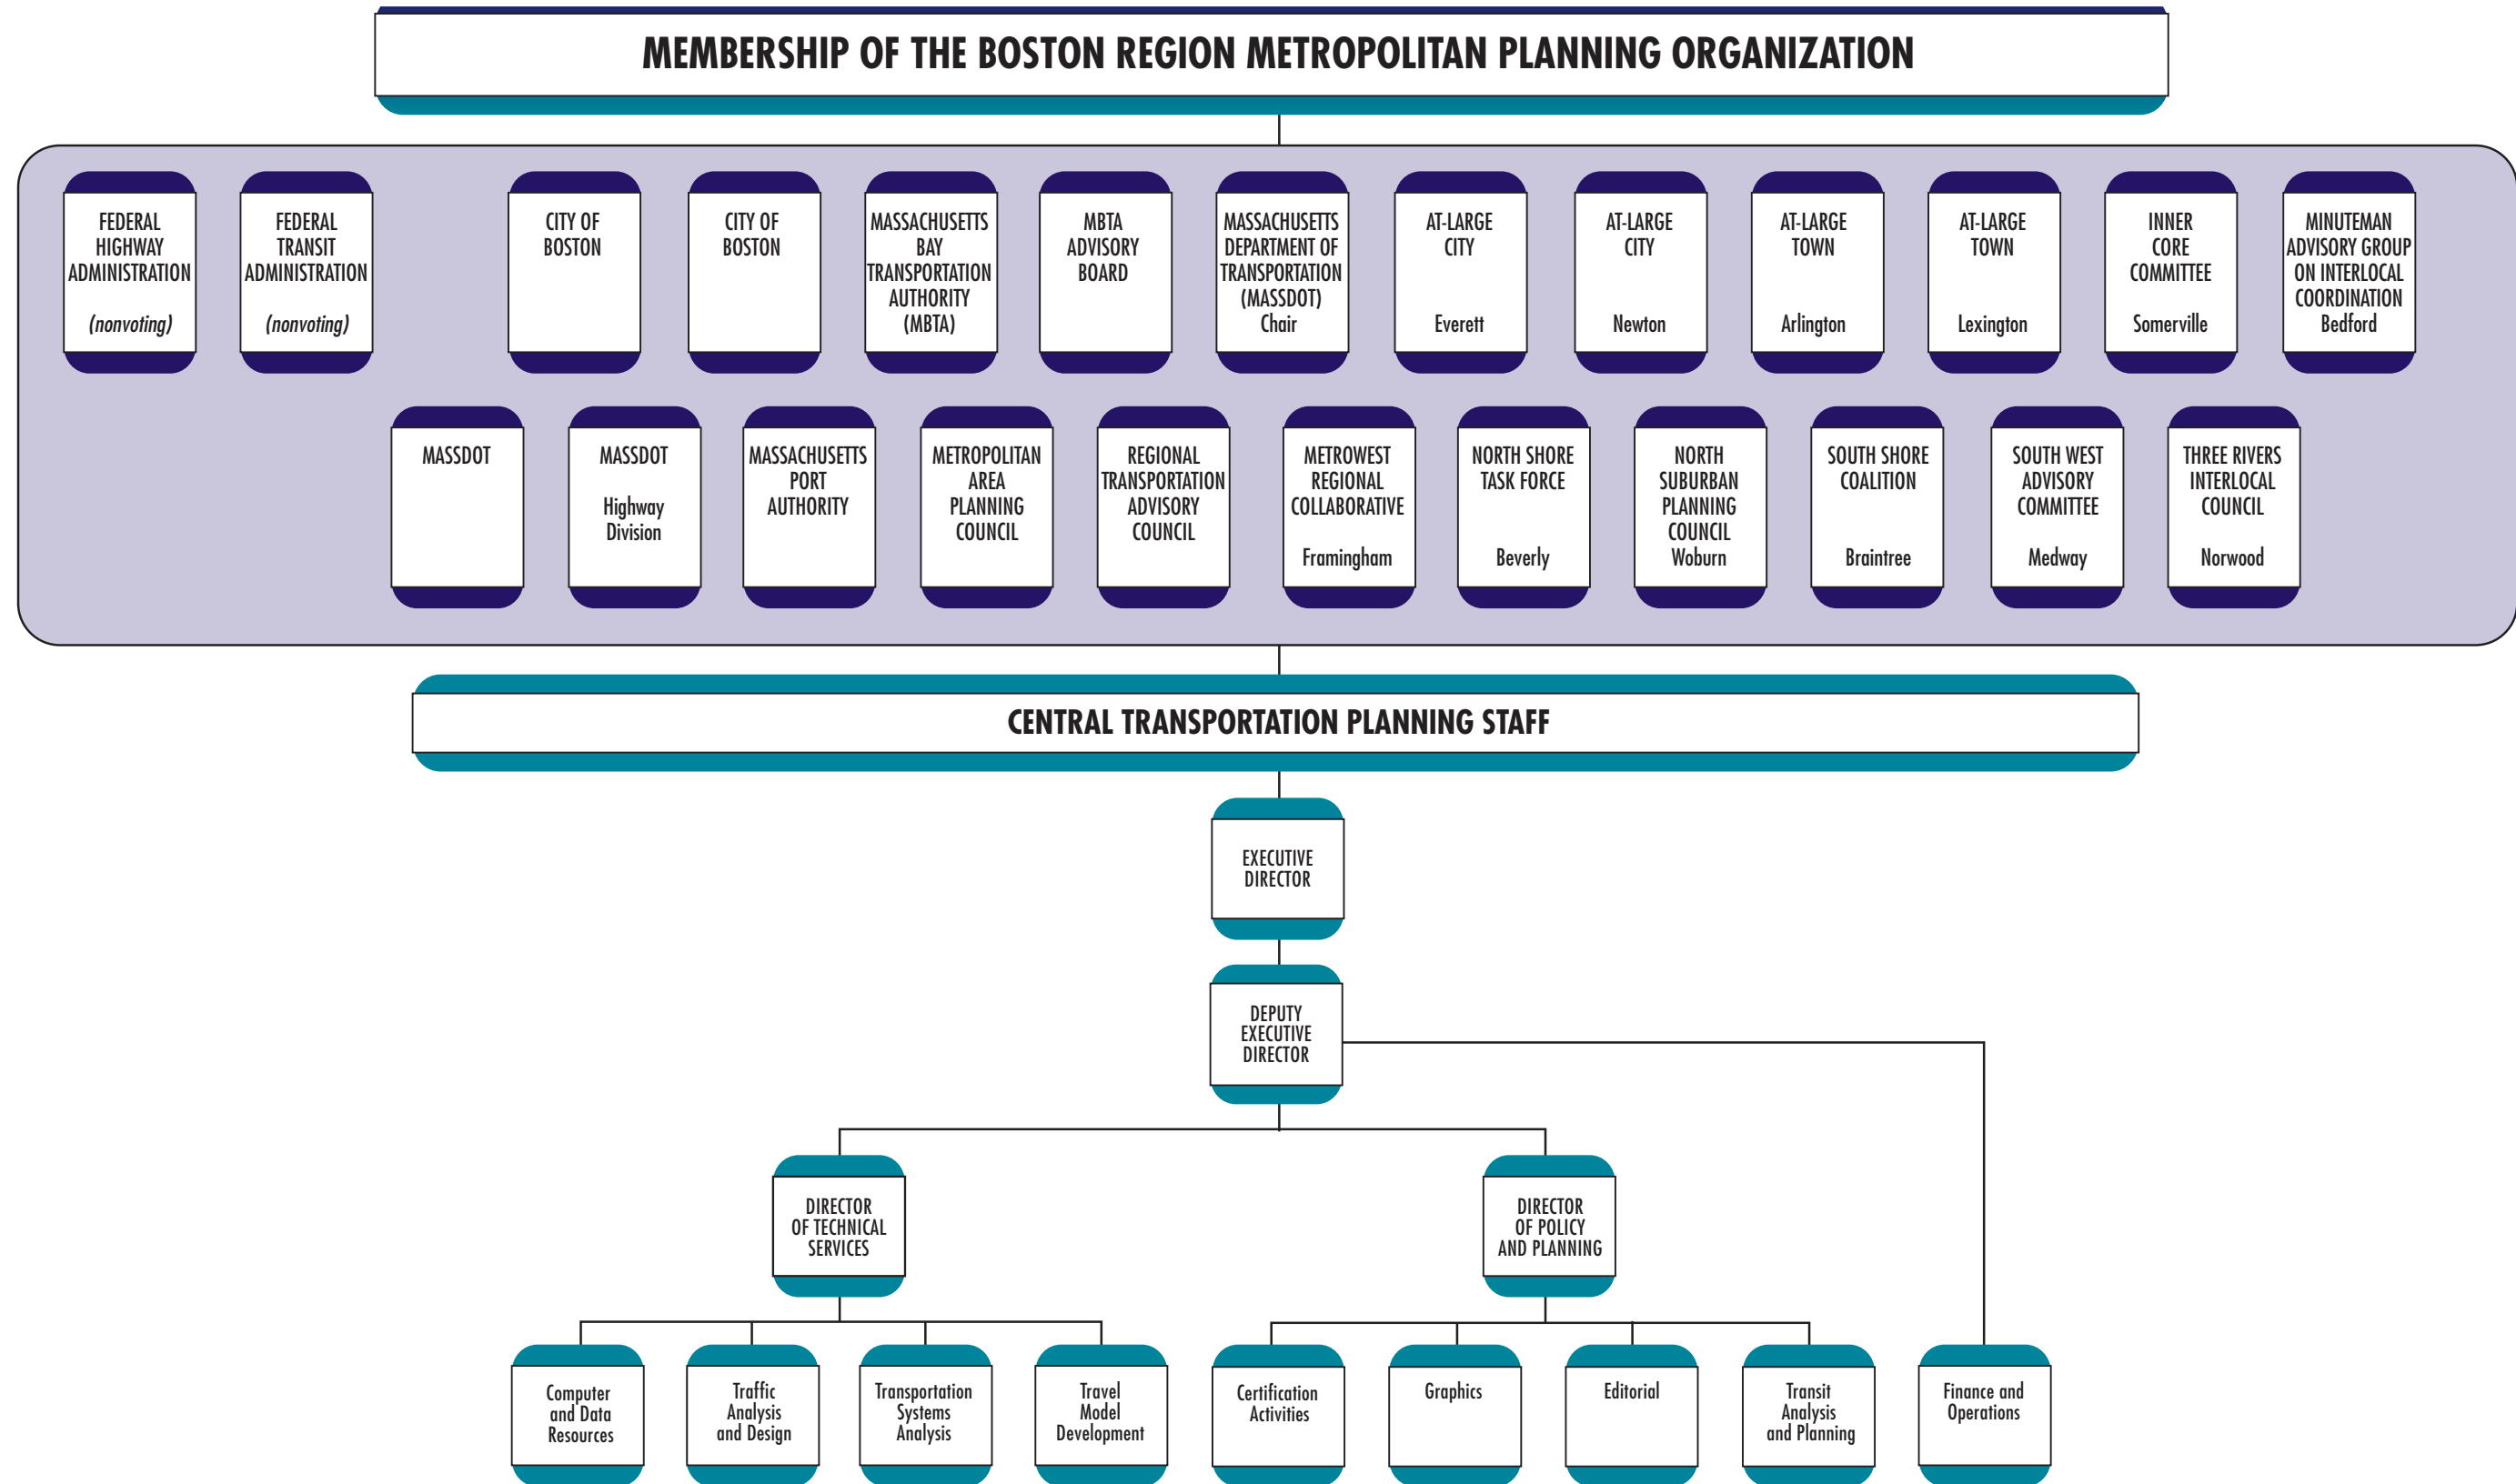 MEMBERSHIP OF THE BOSTON REGION METROPOLITAN PLANNING ORGANIZATION
FEDERAL
HIGHWAY
ADMINISTRATION
(nonvoting)
FEDERAL
TRANSIT
ADMINISTRATION
(nonvoting)
CITY OF
BOSTON
CITY OF
BOSTON
MASSACHUSETTS
BAY
TRANSPORTATION
AUTHORITY
(MBTA)
MBTA
ADVISORY
BOARD
MASSACHUSETTS
DEPARTMENT OF
TRANSPORTATION
(MASSDOT)
Chair
AT-LARGE
CITY
Everett
AT-LARGE
CITY
Newton
AT-LARGE
TOWN
Arlington
AT-LARGE
TOWN
Lexington
INNER
CORE
COMMITTEE
Somerville
MINUTEMAN
ADVISORY GROUP
ON INTERLOCAL
COORDINATION
Bedford
MASSDOT
MASSDOT
Highway
Division
MASSACHUSETTS
PORT
AUTHORITY
METROPOLITAN
AREA
PLANNING
COUNCIL
REGIONAL
TRANSPORTATION
ADVISORY
COUNCIL
METROWEST
REGIONAL
COLLABORATIVE
Framingham
NORTH SHORE
TASK FORCE
Beverly
NORTH
SUBURBAN
PLANNING
COUNCIL
Woburn
SOUTH SHORE
COALITION
Braintree
SOUTH WEST
ADVISORY
COMMITTEE
Medway
THREE RIVERS
INTERLOCAL
COUNCIL
Norwood
CENTRAL TRANSPORTATION PLANNING STAFF
EXECUTIVE
DIRECTOR
DEPUTY
EXECUTIVE
DIRECTOR
DIRECTOR
OF TECHNICAL
SERVICES
DIRECTOR
OF POLICY
AND PLANNING
Computer
and Data
Resources
Traffic
Analysis
and Design
Transportation
Systems
Analysis
Travel
Model
Development
Certification
Activities
Graphics
Editorial
Transit
Analysis
and Planning
Finance and
Operations